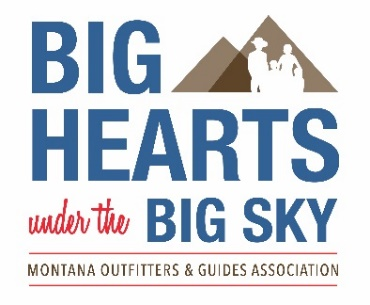 BIG
HEARTS
under the BIG SKY
MONTANA OUTFITTERS & GUIDES ASSOCIATION